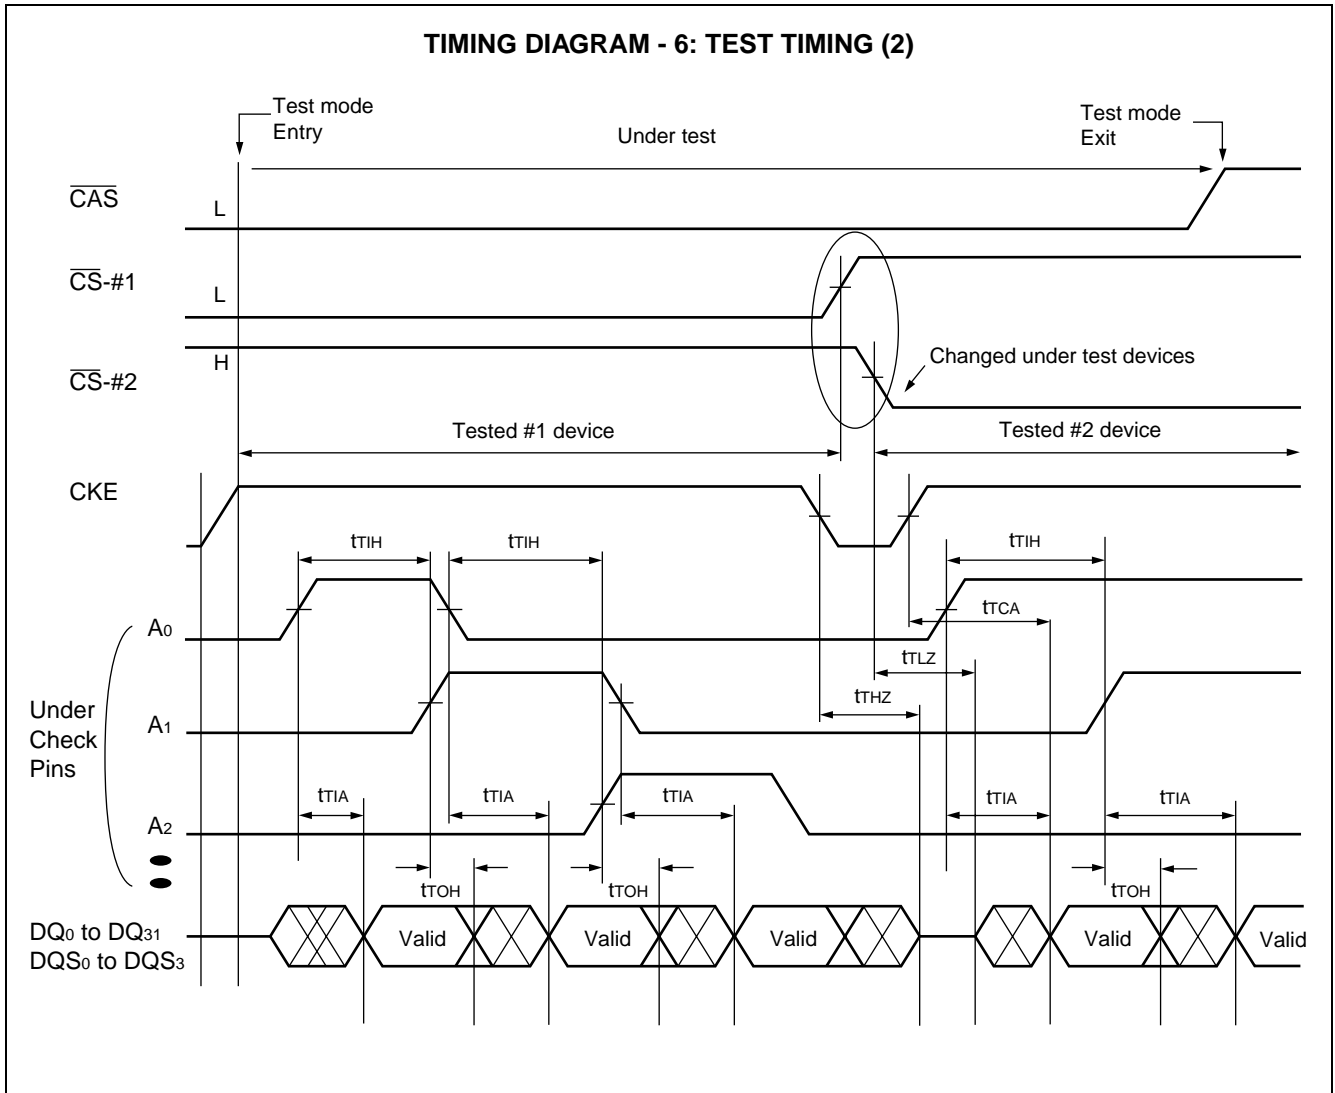 TIMING DIAGRAM - 6: TEST TIMING (2)
Test mode
Entry
Under test
Test mode
Exit
CAS
L
CS-#1
L
H
CS-#2
Changed under test devices
Tested #1 device
Tested #2 device
CKE
tTIH
tTIH
tTIH
A0
tTCA
tTLZ
tTHZ
Under
Check
Pins
A1
tTIA
tTIA
tTIA
tTIA
tTIA
A2
tTOH
tTOH
tTOH
DQ0 to DQ31
DQS0 to DQS3
Valid
Valid
Valid
Valid
Valid